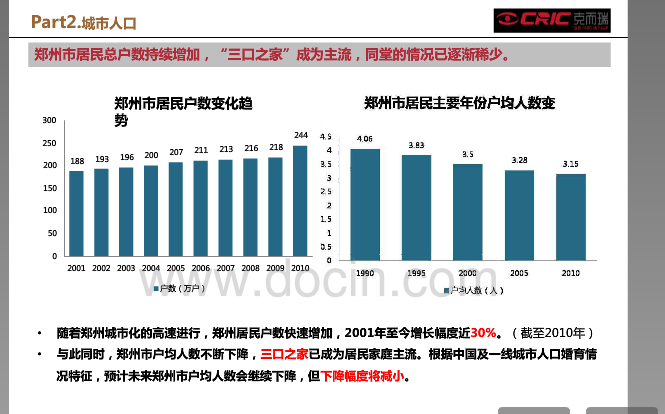 Part2.城市人口
CRIC 克而瑞
郑州市居民总户数持续增加，“三口之家”成为主流，同堂的情况已逐渐稀少。
郑州市居民户数变化趋
势
300
250
200
150
100
50
0
188 193 196 200 207 211 213 216 218 244
2001 2002 2003 2004 2005 2006 2007 2008 2009 2010
户数（万户）
郑州市居民主要年份户均人数变
4.5
4
3.5
3
2.5
2
1.5
1
0.5
0
4.06 3.83 3.5 3.28 3.15
1990 1995 2000 2005 2010
户均人数（人）
www.docin.com
• 随着郑州城市化的高速进行，郑州居民户数快速增加，2001年至今增长幅度近30%。（截至2010年）
• 与此同时，郑州市户均人数不断下降，三口之家已成为居民家庭主流。根据中国及一线城市人口婚育情
况特征，预计未来郑州市户均人数会继续下降，但下降幅度将减小。